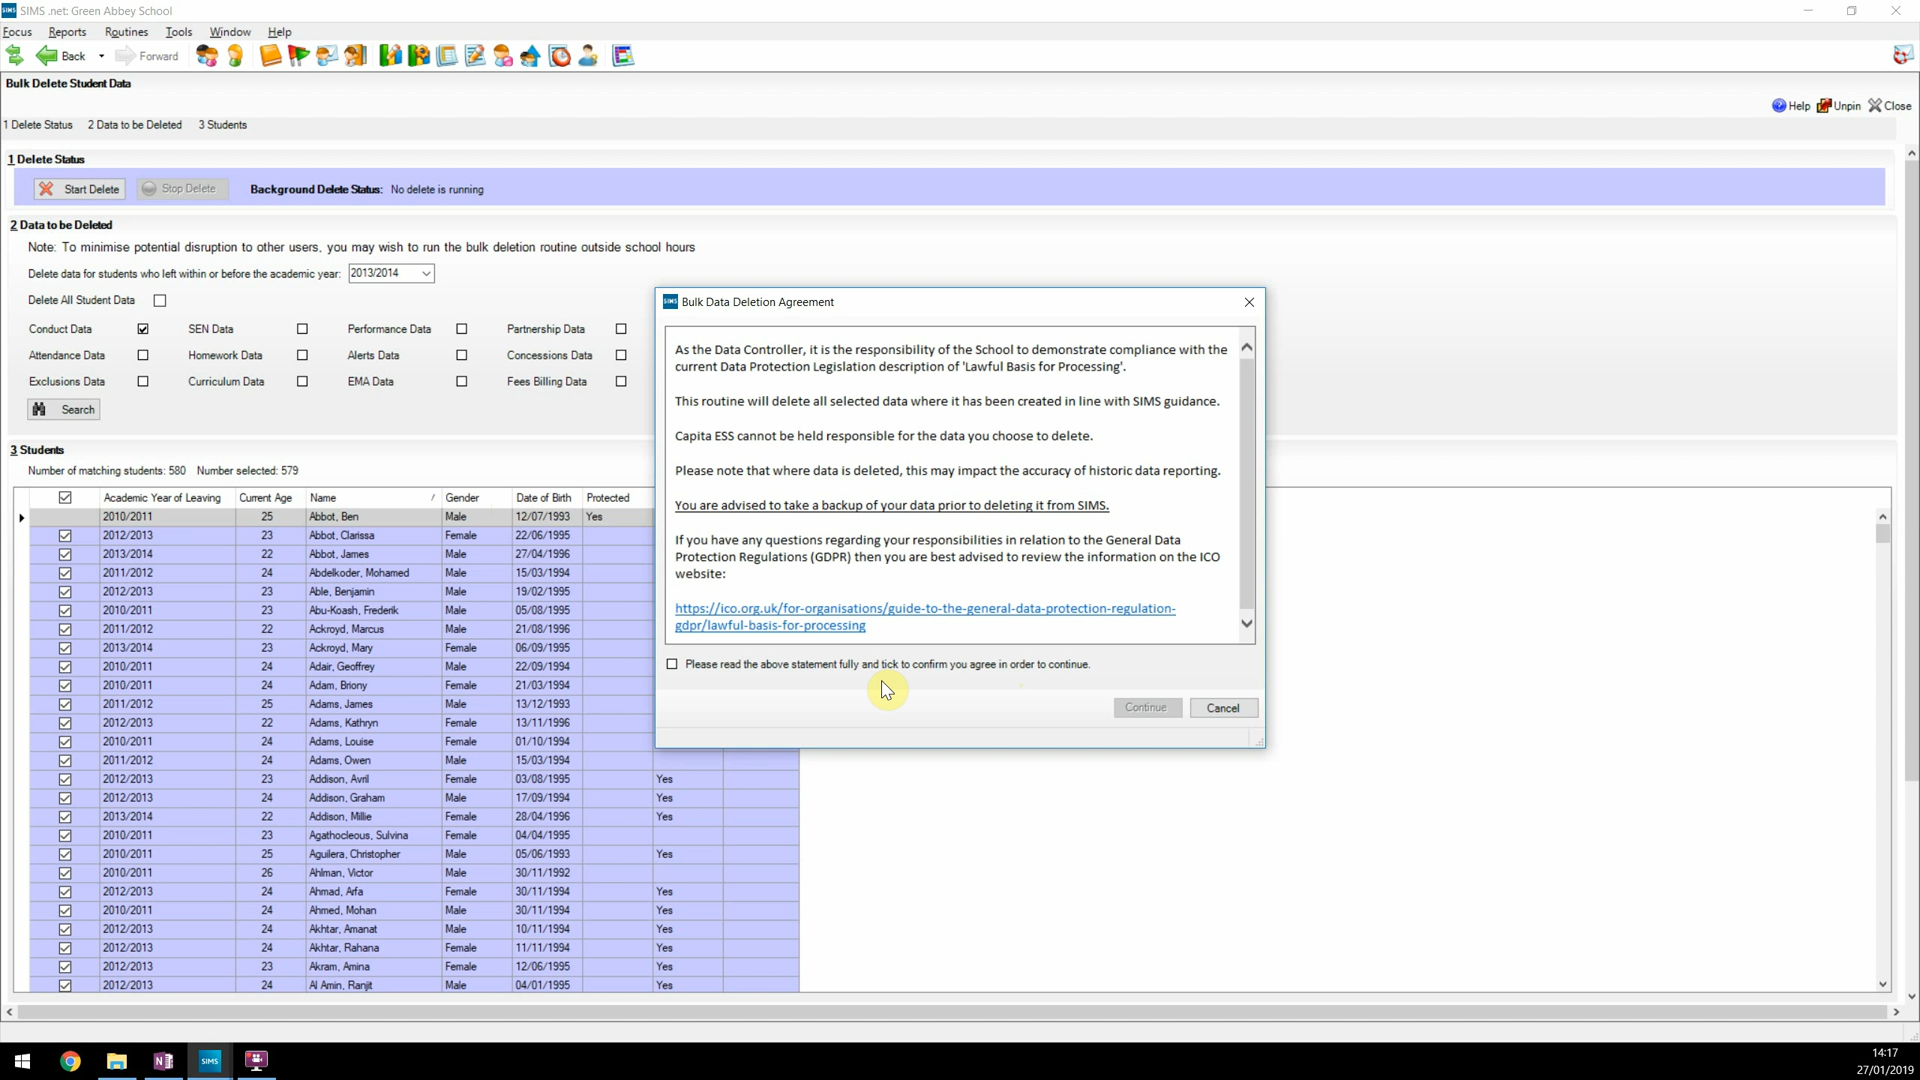 SIMS .net: Green Abbey School
Focus Reports Routines Tools Window Help
Back Forward
Bulk Delete Student Data
Help Unpin Close
1 Delete Status 2 Data to be Deleted 3 Students
1 Delete Status
Start Delete Stop Delete Background Delete Status: No delete is running
2 Data to be Deleted
Note: To minimise potential disruption to other users, you may wish to run the bulk deletion routine outside school hours
Delete data for students who left within or before the academic year: 2013/2014
Delete All Student Data
Conduct Data SEN Data Performance Data Partnership Data
Attendance Data Homework Data Alerts Data Concessions Data
Exclusions Data Curriculum Data EMA Data Fees Billing Data
Search
3 Students
Number of matching students: 580 Number selected: 579
Academic Year of Leaving Current Age Name / Gender Date of Birth Protected
2010/2011 25 Abbot, Ben Male 12/07/1993 Yes
2012/2013 23 Abbot, Clarissa Female 22/06/1995
2013/2014 22 Abbot, James Male 27/04/1996
2011/2012 24 Abdelkoder, Mohamed Male 15/03/1994
2012/2013 23 Able, Benjamin Male 19/02/1995
2010/2011 23 Abu-Koash, Frederik Male 05/08/1995
2011/2012 22 Ackroyd, Marcus Male 21/08/1996
2013/2014 23 Ackroyd, Mary Female 06/09/1995
2010/2011 24 Adair, Geoffrey Male 22/09/1994
2010/2011 24 Adam, Briony Female 21/03/1994
2011/2012 25 Adams, James Male 13/12/1993
2012/2013 22 Adams, Kathryn Female 13/11/1996
2010/2011 24 Adams, Louise Female 01/10/1994
2011/2012 24 Adams, Owen Male 15/03/1994
2012/2013 23 Addison, Avril Female 03/08/1995 Yes
2012/2013 24 Addison, Graham Male 17/09/1994 Yes
2013/2014 22 Addison, Millie Female 28/04/1996 Yes
2010/2011 23 Agathocleous, Sulvina Female 04/04/1995
2010/2011 25 Aguilera, Christopher Male 05/06/1993 Yes
2010/2011 26 Ahlman, Victor Male 30/11/1992
2012/2013 24 Ahmad, Arfa Female 30/11/1994 Yes
2010/2011 24 Ahmed, Mohan Male 30/11/1994 Yes
2012/2013 24 Akhtar, Amanat Male 10/11/1994 Yes
2012/2013 24 Akhtar, Rahana Female 11/11/1994 Yes
2012/2013 23 Akram, Amina Female 12/06/1995 Yes
2012/2013 24 Al Amin, Ranjit Male 04/01/1995 Yes
SIMS Bulk Data Deletion Agreement
As the Data Controller, it is the responsibility of the School to demonstrate compliance with the
current Data Protection Legislation description of 'Lawful Basis for Processing'.
This routine will delete all selected data where it has been created in line with SIMS guidance.
Capita ESS cannot be held responsible for the data you choose to delete.
Please note that where data is deleted, this may impact the accuracy of historic data reporting.
You are advised to take a backup of your data prior to deleting it from SIMS.
If you have any questions regarding your responsibilities in relation to the General Data
Protection Regulations (GDPR) then you are best advised to review the information on the ICO
website:
https://ico.org.uk/for-organisations/guide-to-the-general-data-protection-regulation-
gdpr/lawful-basis-for-processing
Please read the above statement fully and tick to confirm you agree in order to continue.
Continue Cancel
SIMS
14:17
27/01/2019